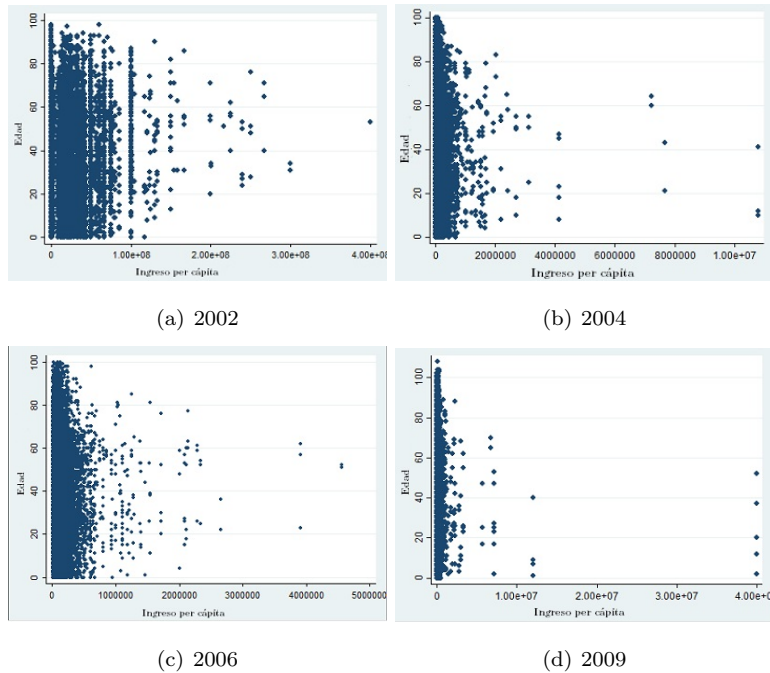 Edad
100
80
60
40
20
0
0 1.00e+08 2.00e+08 3.00e+08 4.00e+08
Ingreso per cápita
(a) 2002
Edad
100
80
60
40
20
0
0 2000000 4000000 6000000 8000000 1.00e+07
Ingreso per cápita
(b) 2004
Edad
100
80
60
40
20
0
0 1000000 2000000 3000000 4000000 5000000
Ingreso per cápita
(c) 2006
Edad
100
80
60
40
20
0
0 1.00e+07 2.00e+07 3.00e+07 4.00e+0
Ingreso per cápita
(d) 2009